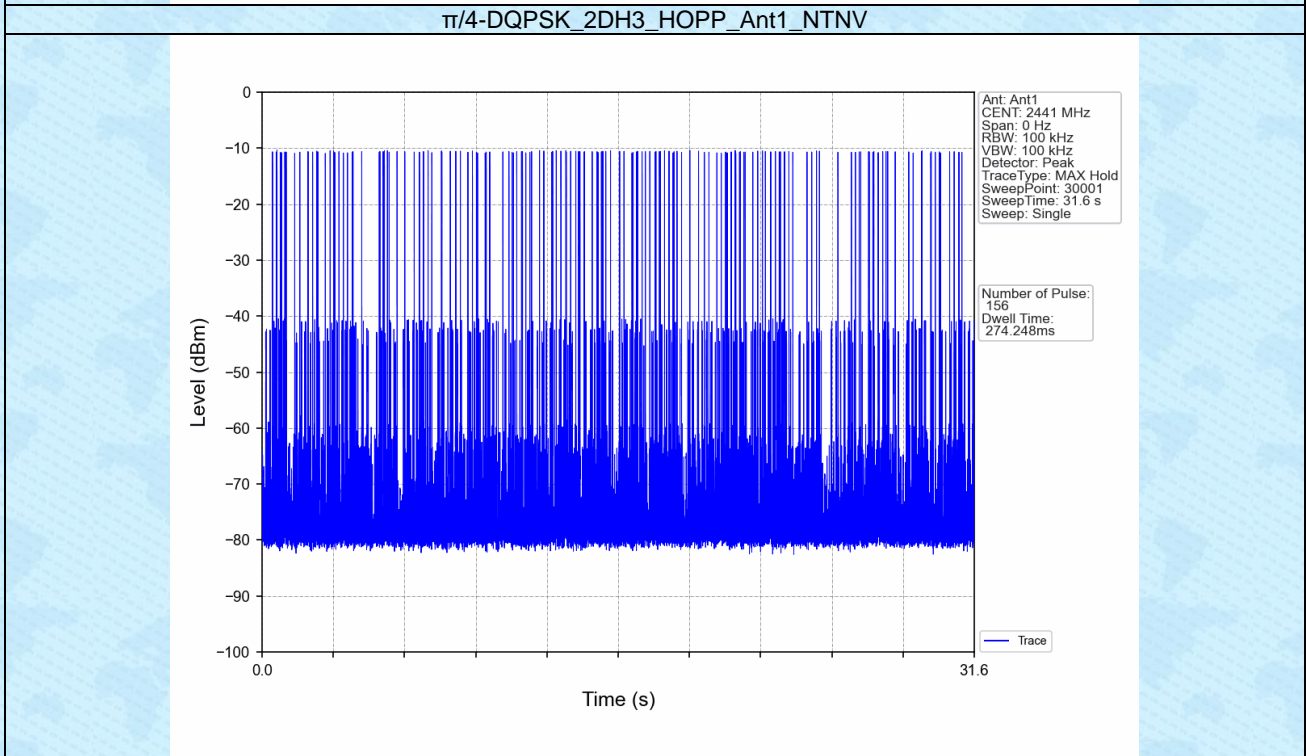 π/4-DQPSK_2DH3_HOPP_Ant1_NTNV
0
−10
−20
−30
−40
−50
−60
−70
−80
−90
−100
Level (dBm)
0.0
31.6
Time (s)
Ant: Ant1
CENT: 2441 MHz
Span: 0 Hz
RBW: 100 kHz
VBW: 100 kHz
Detector: Peak
TraceType: MAX Hold
SweepPoint: 30001
SweepTime: 31.6 s
Sweep: Single
Number of Pulse:
156
Dwell Time:
274.248ms
Trace